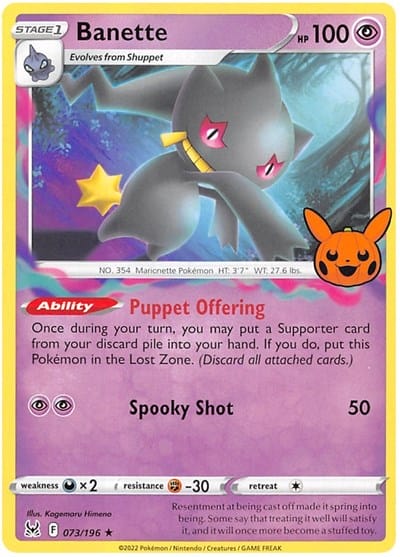 STAGE 1 Banette HP 100
Evolves from Shuppet
NO. 354 Marionette Pokémon HT: 3'7" WT: 27.6 lbs.
Ability Puppet Offering
Once during your turn, you may put a Supporter card
from your discard pile into your hand. If you do, put this
Pokémon in the Lost Zone. (Discard all attached cards.)
Spooky Shot 50
weakness ×2 resistance -30 retreat
Illus. Kagemaru Himeno
F 073/196 ★
Resentment at being cast off made it spring into
being. Some say that treating it well will satisfy
it, and it will once more become a stuffed toy.
©2022 Pokémon / Nintendo / Creatures / GAME FREAK